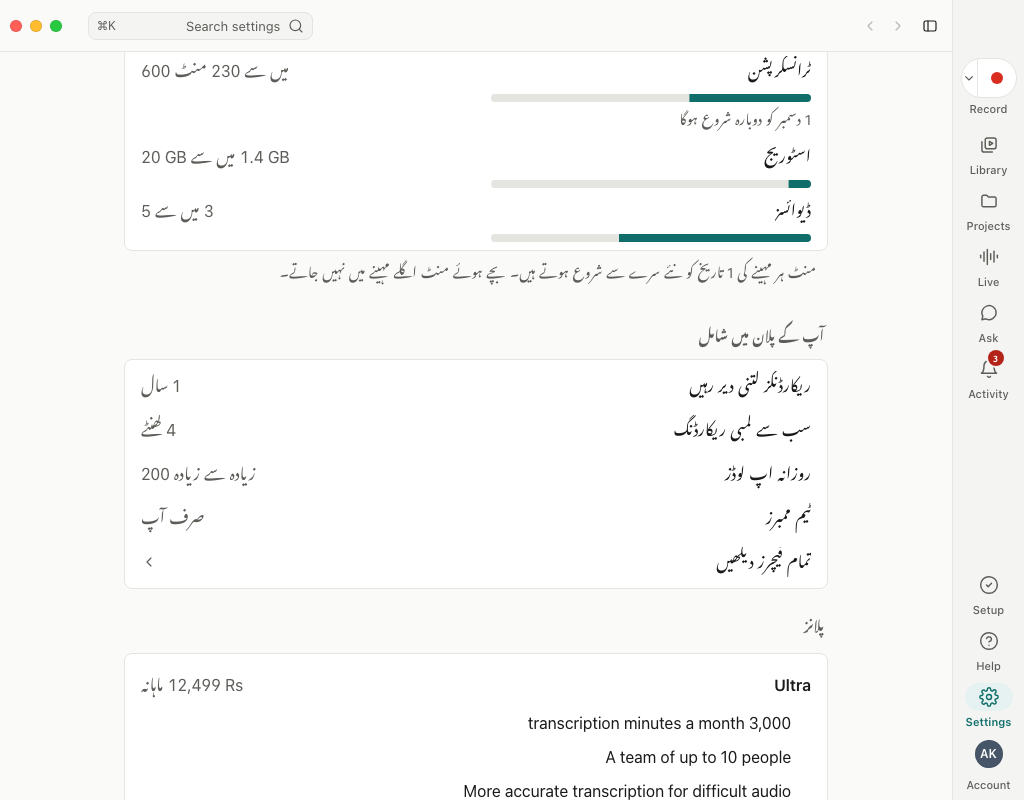 ⌘K
Search settings
ٹرانسکرپشن
600 میں سے 230 منٹ
1 دسمبر کو دوبارہ شروع ہوگا
اسٹوریج
20 GB میں سے 1.4 GB
ڈیوائسز
5 میں سے 3
منٹ ہر مہینے کی 1 تاریخ کو نئے سرے سے شروع ہوتے ہیں۔ بچے ہوئے منٹ اگلے مہینے میں نہیں جاتے۔
آپ کے پلان میں شامل
ریکارڈنگز کتنی دیر رہیں
1 سال
سب سے لمبی ریکارڈنگ
4 گھنٹے
روزانہ اپ لوڈز
زیادہ سے زیادہ 200
ٹیم ممبرز
صرف آپ
تمام فیچرز دیکھیں
پلانز
Ultra
12,499 Rs ماہانہ
transcription minutes a month 3,000
A team of up to 10 people
More accurate transcription for difficult audio
Record
Library
Projects
Live
Ask
3
Activity
Setup
Help
Settings
AK
Account